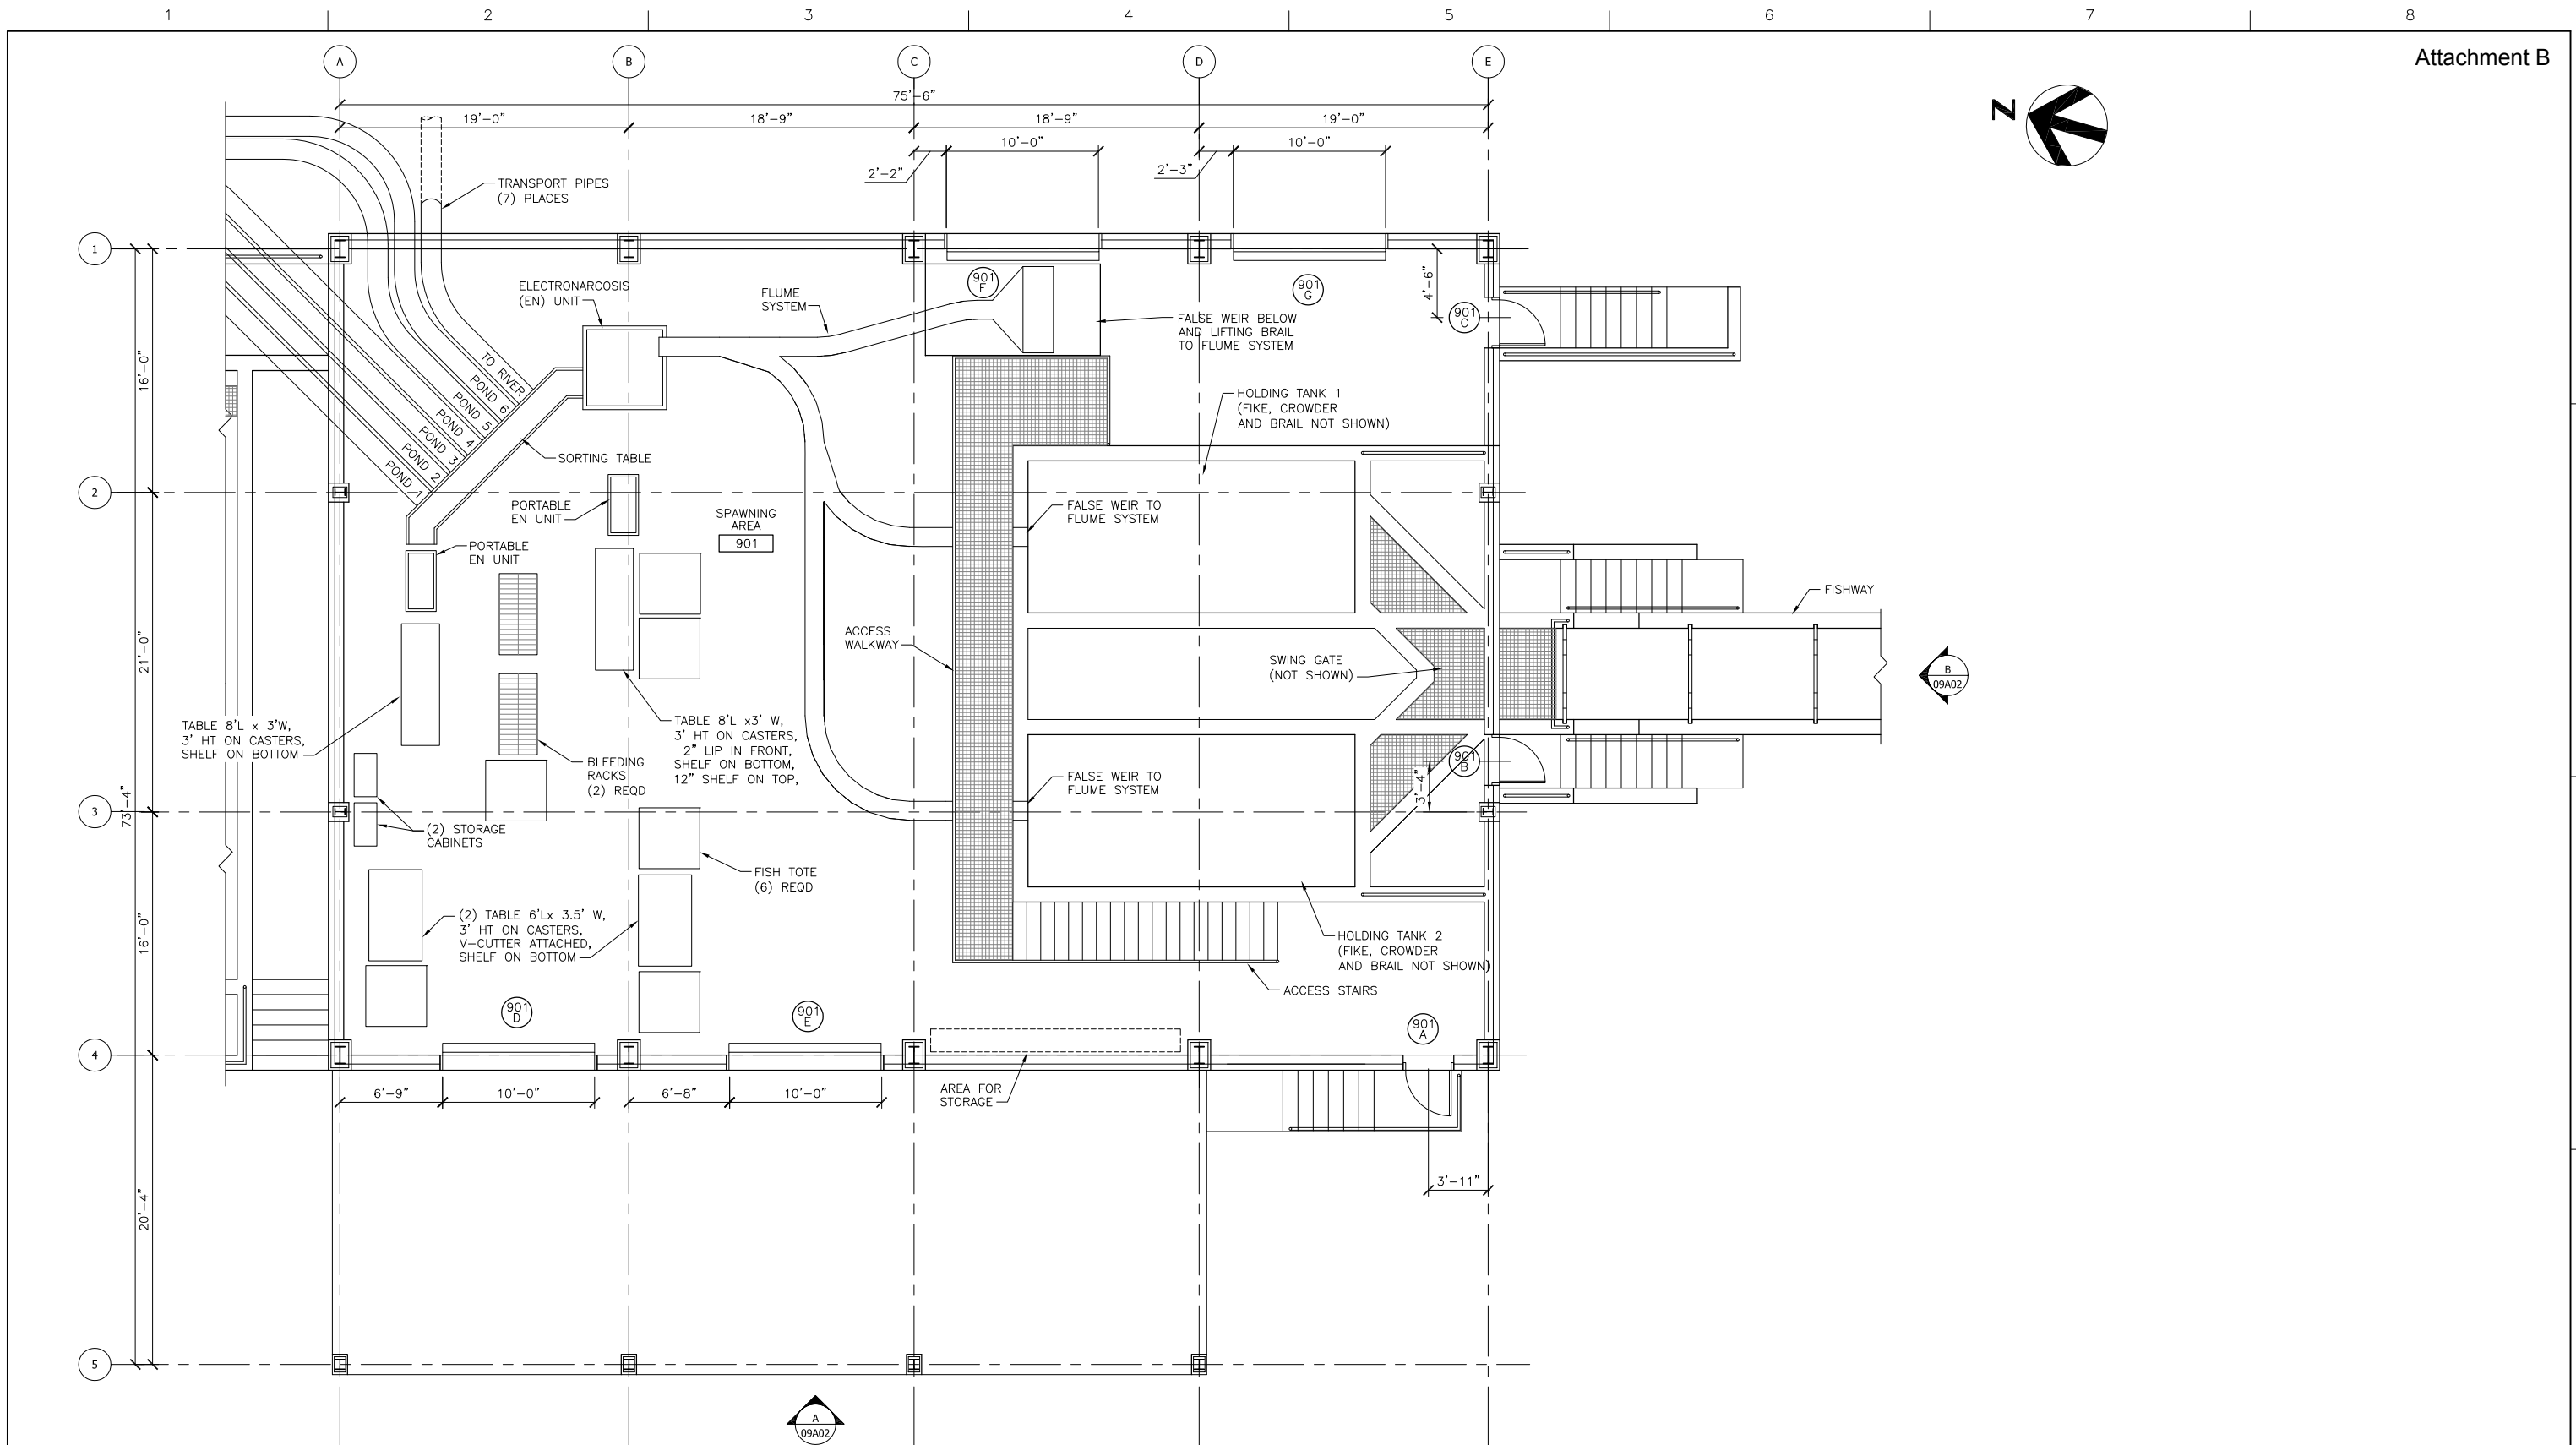 1 2 3 4 5 6 7 8
Attachment B
A B C D E
75'-6"
19'-0" 18'-9" 18'-9" 19'-0"
10'-0" 10'-0"
2'-2" 2'-3"
N
TRANSPORT PIPES
(7) PLACES
1
ELECTRONARCOSIS
(EN) UNIT
FLUME
SYSTEM
901
F
901
G
4'-6"
901
C
FALSE WEIR BELOW
AND LIFTING BRAIL
TO FLUME SYSTEM
16'-0"
TO RIVER
POND 6
POND 5
POND 4
POND 3
POND 2
POND 1
HOLDING TANK 1
(FIKE, CROWDER
AND BRAIL NOT SHOWN)
SORTING TABLE
2
PORTABLE
EN UNIT
SPAWNING
AREA
901
FALSE WEIR TO
FLUME SYSTEM
PORTABLE
EN UNIT
FISHWAY
21'-0"
ACCESS
WALKWAY
SWING GATE
(NOT SHOWN)
B
09A02
TABLE 8'L x 3'W,
3' HT ON CASTERS,
SHELF ON BOTTOM
TABLE 8'L x3' W,
3' HT ON CASTERS,
2" LIP IN FRONT,
SHELF ON BOTTOM,
12" SHELF ON TOP,
BLEEDING
RACKS
(2) REQD
FALSE WEIR TO
FLUME SYSTEM
901
B
3'-4"
3
73'-4"
(2) STORAGE
CABINETS
FISH TOTE
(6) REQD
16'-0"
(2) TABLE 6'Lx 3.5' W,
3' HT ON CASTERS,
V-CUTTER ATTACHED,
SHELF ON BOTTOM
HOLDING TANK 2
(FIKE, CROWDER
AND BRAIL NOT SHOWN)
ACCESS STAIRS
901
D
901
E
901
A
4
6'-9" 10'-0" 6'-8" 10'-0"
AREA FOR
STORAGE
3'-11"
20'-4"
5
A
09A02